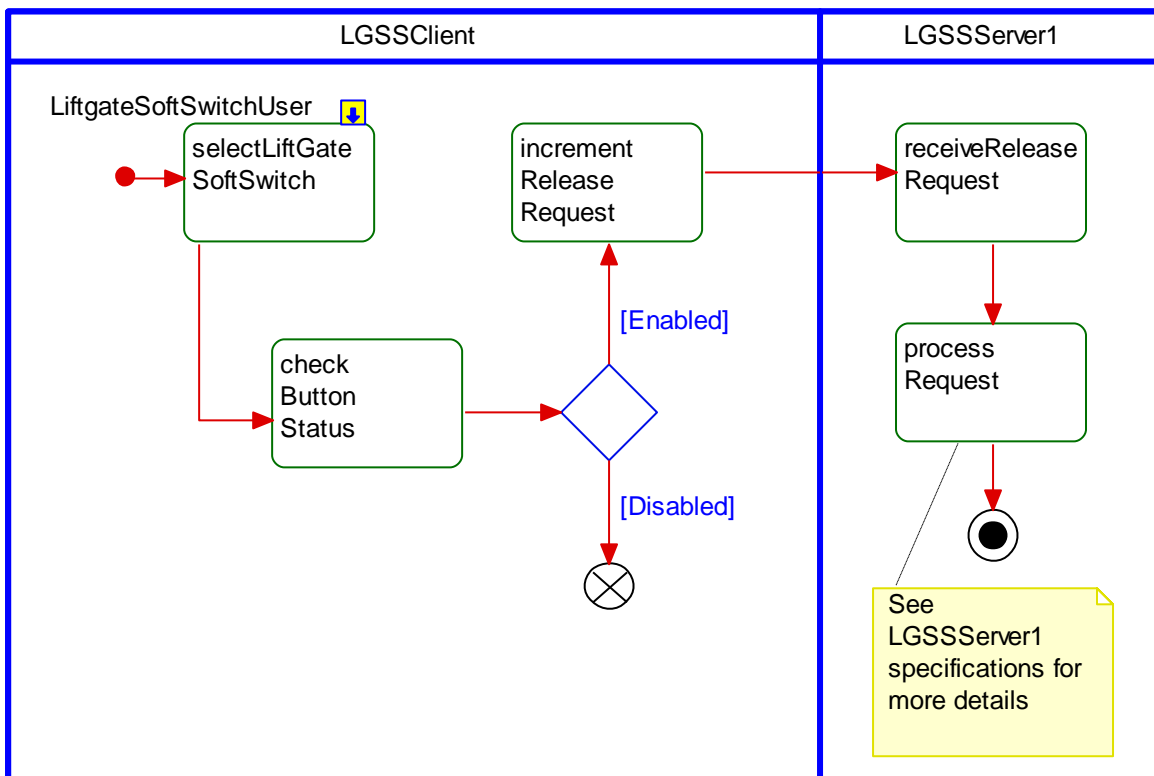 LGSSClient
LGSSServer1
LiftgateSoftSwitchUser
selectLiftGate
SoftSwitch
increment
Release
Request
receiveRelease
Request
[Enabled]
check
Button
Status
process
Request
[Disabled]
See
LGSSServer1
specifications for
more details